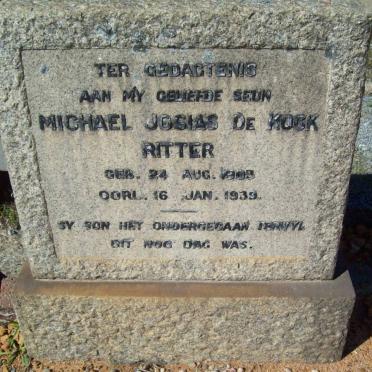 TER GEDAGTENIS
AAN MY GELIEFDE SEUN
MICHAEL JOSIAS DE KOCK
RITTER
GEB. 24 AUG.
OORL. 16 JAN. 1939.
SY SON HET ONDERGEGAAN TERWYL
DIT NOG DAG WAS.